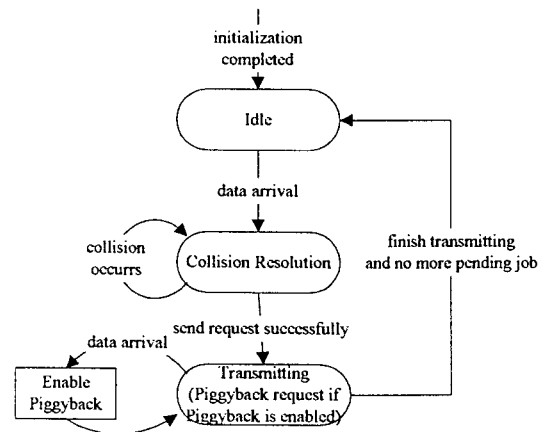 initialization
completed
Idle
data arrival
collision
occurrs
Collision Resolution
finish transmitting
and no more pending job
send request successfully
data arrival
Enable
Piggyback
Transmitting
(Piggyback request if
Piggyback is enabled)